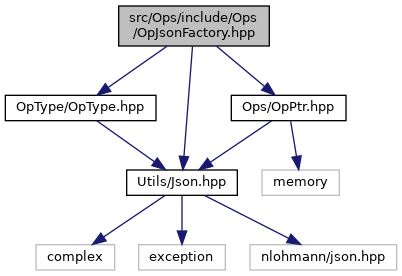 src/Ops/include/Ops
/OpJsonFactory.hpp
OpType/OpType.hpp
Ops/OpPtr.hpp
Utils/Json.hpp
memory
complex
exception
nlohmann/json.hpp